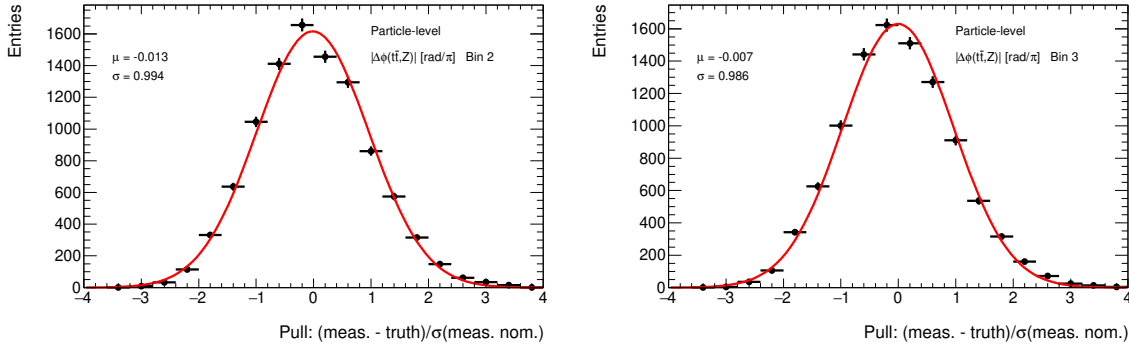 Entries
1600
1400
1200
1000
800
600
400
200
0
Particle-level
|Δφ(tt̄,Z)| [rad/π] Bin 2
μ = -0.013
σ = 0.994
−4 −3 −2 −1 0 1 2 3 4
Pull: (meas. - truth)/σ(meas. nom.)
Entries
1600
1400
1200
1000
800
600
400
200
0
Particle-level
|Δφ(tt̄,Z)| [rad/π] Bin 3
μ = -0.007
σ = 0.986
−4 −3 −2 −1 0 1 2 3 4
Pull: (meas. - truth)/σ(meas. nom.)